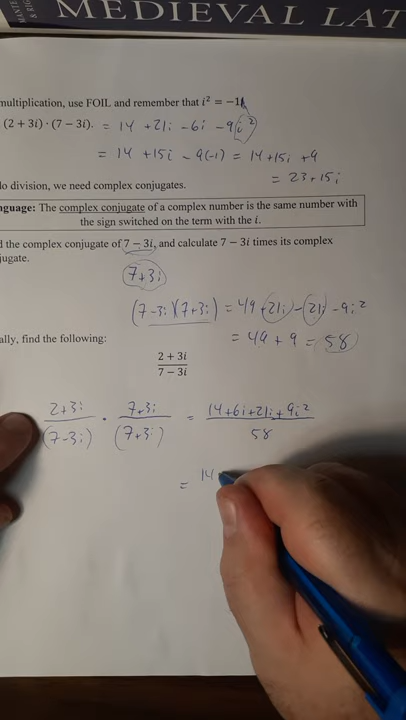 MEDIEVAL LAT
multiplication, use FOIL and remember that i² = −1
(2 + 3i) · (7 − 3i). = 14 + 21i − 6i − 9i²
= 14 + 15i − 9(-1) = 14 + 15i + 9
= 23 + 15i
do division, we need complex conjugates.
nguage: The complex conjugate of a complex number is the same number with
the sign switched on the term with the i.
d the complex conjugate of 7 − 3i, and calculate 7 − 3i times its complex
jugate.
7+3i
(7-3i)(7+3i) = 49 + 21i − 21i − 9i²
= 49 + 9 = 58
ally, find the following:
2 + 3i
7 − 3i
2+3i / (7-3i) · 7+3i / (7+3i) = 14+6i+21i+9i² / 58
= 14